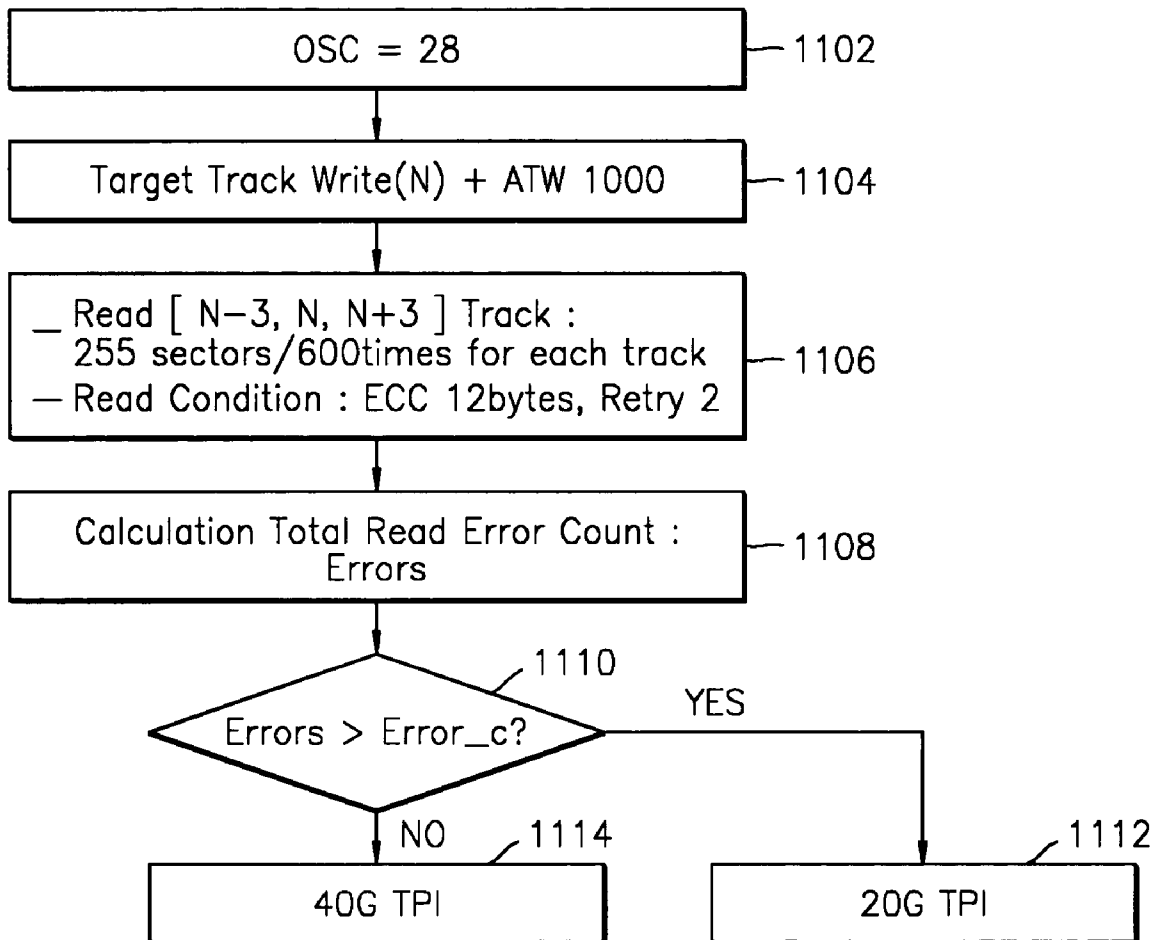 OSC = 28
1102
Target Track Write(N) + ATW 1000
1104
— Read [ N−3, N, N+3 ] Track :
255 sectors/600times for each track
— Read Condition : ECC 12bytes, Retry 2
1106
Calculation Total Read Error Count :
Errors
1108
1110
Errors > Error_c?
YES
NO
1114
1112
40G TPI
20G TPI